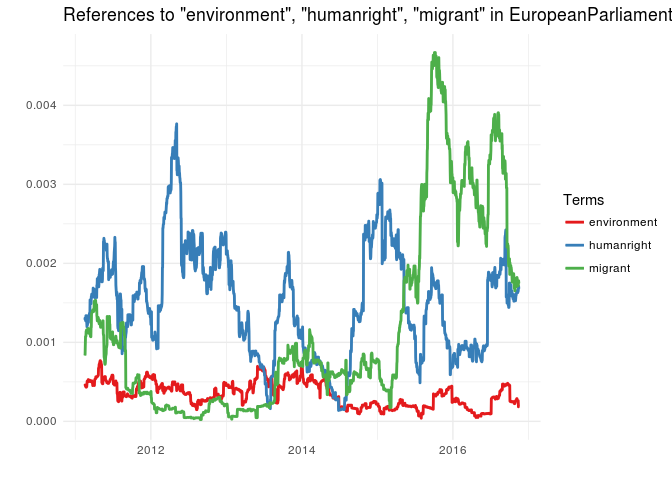 References to "environment", "humanright", "migrant" in EuropeanParliament
0.004
0.003
0.002
0.001
0.000
2012
2014
2016
Terms
environment
humanright
migrant